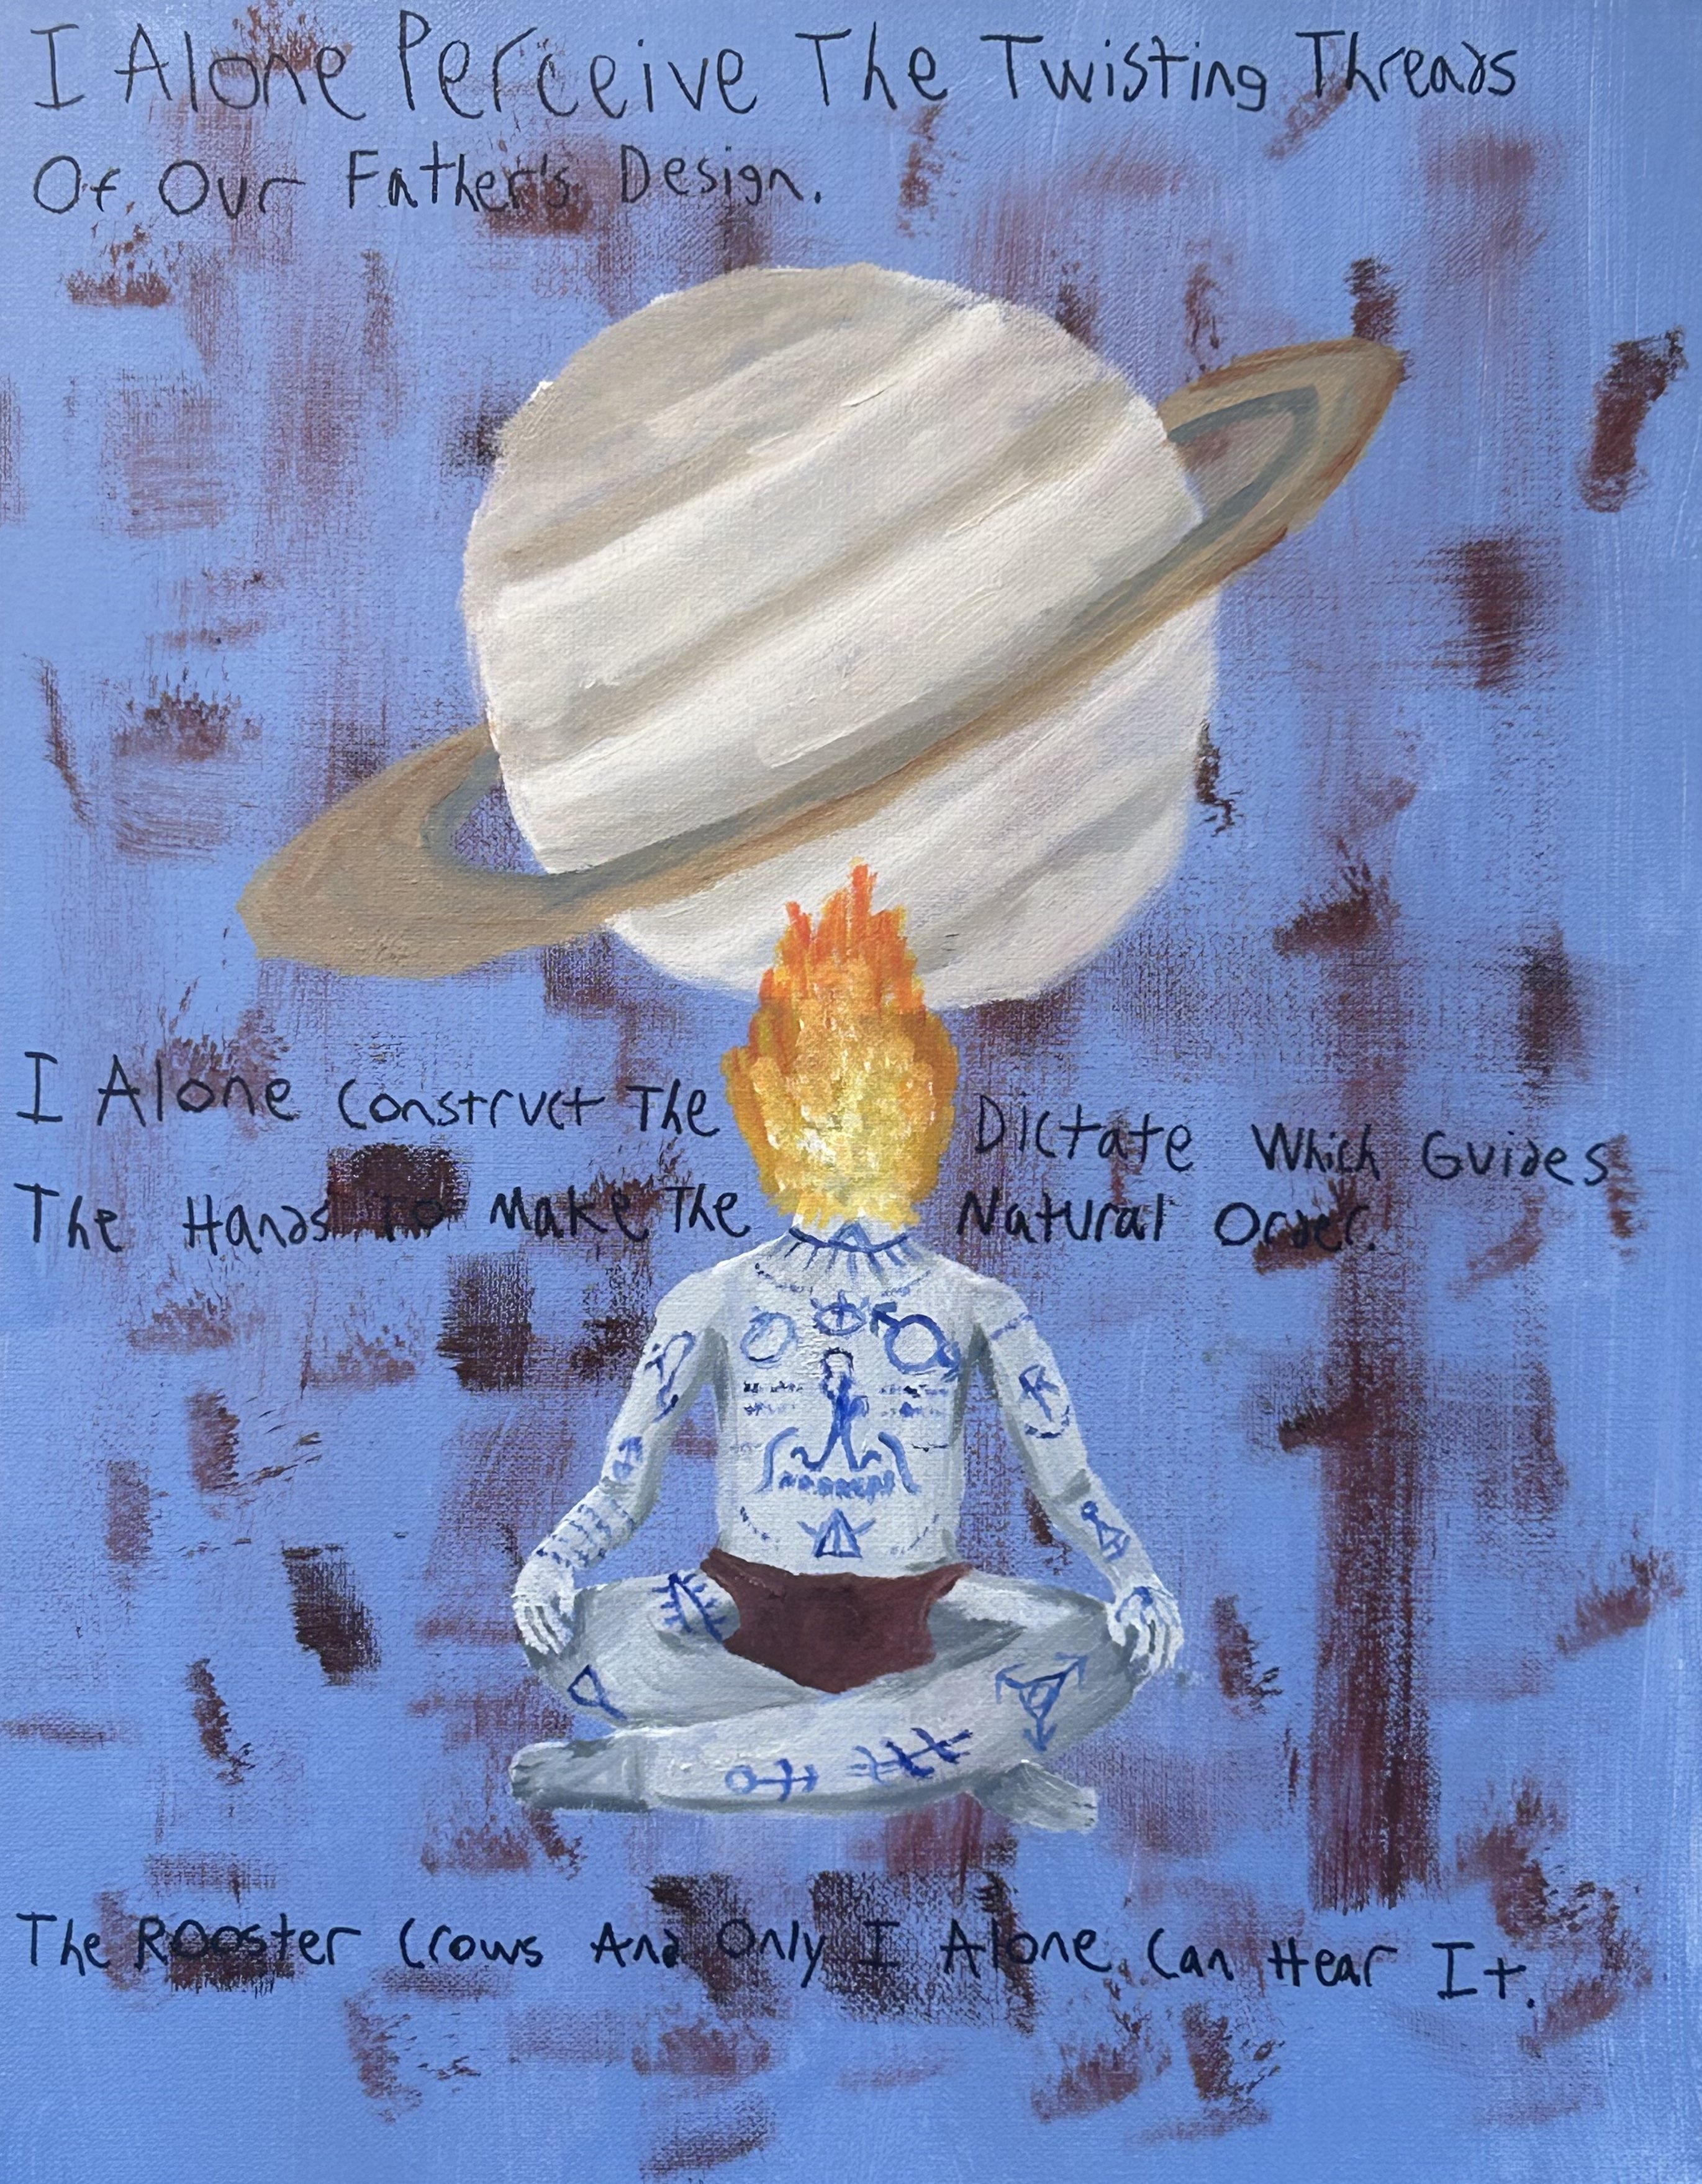 I Alone Perceive The Twisting Threads
Of Our Father's Design.
I Alone Construct The Dictate Which Guides
The Hands To Make The Natural Order.
The Rooster Crows And Only I Alone Can Hear It.